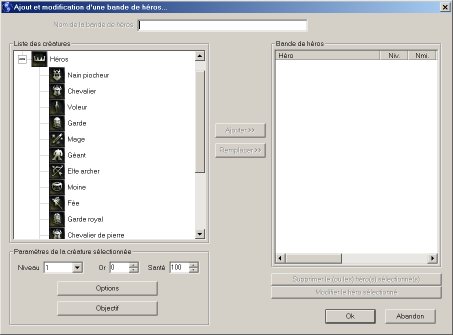 Ajout et modification d'une bande de héros...
Nom de la bande de héros:
Liste des créatures
Héros
Nain piocheur
Chevalier
Voleur
Garde
Mage
Géant
Elfe archer
Moine
Fée
Garde royal
Chevalier de pierre
Ajouter >>
Remplacer >>
Bande de héros
Héro Niv. Nmi.
Paramètres de la créature sélectionnée
Niveau 1 Or 0 Santé 100
Options
Objectif
Supprimer le (ou les) héro(s) sélectionné(s)
Modifier le héro sélectionné
Ok Abandon